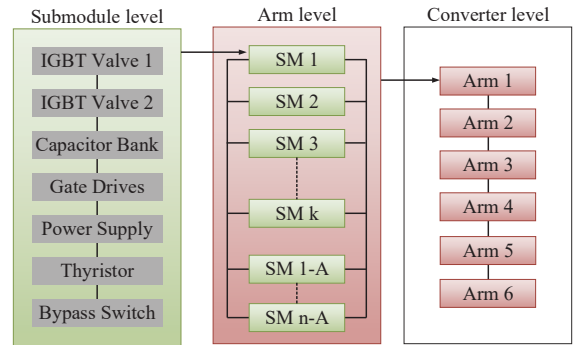 Submodule level
IGBT Valve 1
IGBT Valve 2
Capacitor Bank
Gate Drives
Power Supply
Thyristor
Bypass Switch
Arm level
SM 1
SM 2
SM 3
SM k
SM 1-A
SM n-A
Converter level
Arm 1
Arm 2
Arm 3
Arm 4
Arm 5
Arm 6